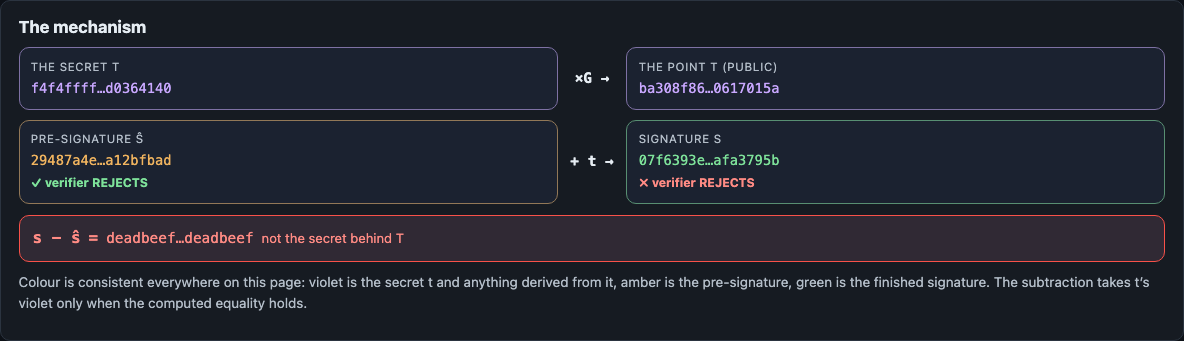 The mechanism
THE SECRET T
f4f4ffff…d0364140
×G →
THE POINT T (PUBLIC)
ba308f86…0617015a
PRE-SIGNATURE Ŝ
29487a4e…a12bfbad
✓ verifier REJECTS
+ t →
SIGNATURE S
07f6393e…afa3795b
✕ verifier REJECTS
s − ŝ = deadbeef…deadbeef not the secret behind T
Colour is consistent everywhere on this page: violet is the secret t and anything derived from it, amber is the pre-signature, green is the finished signature. The subtraction takes t’s
violet only when the computed equality holds.